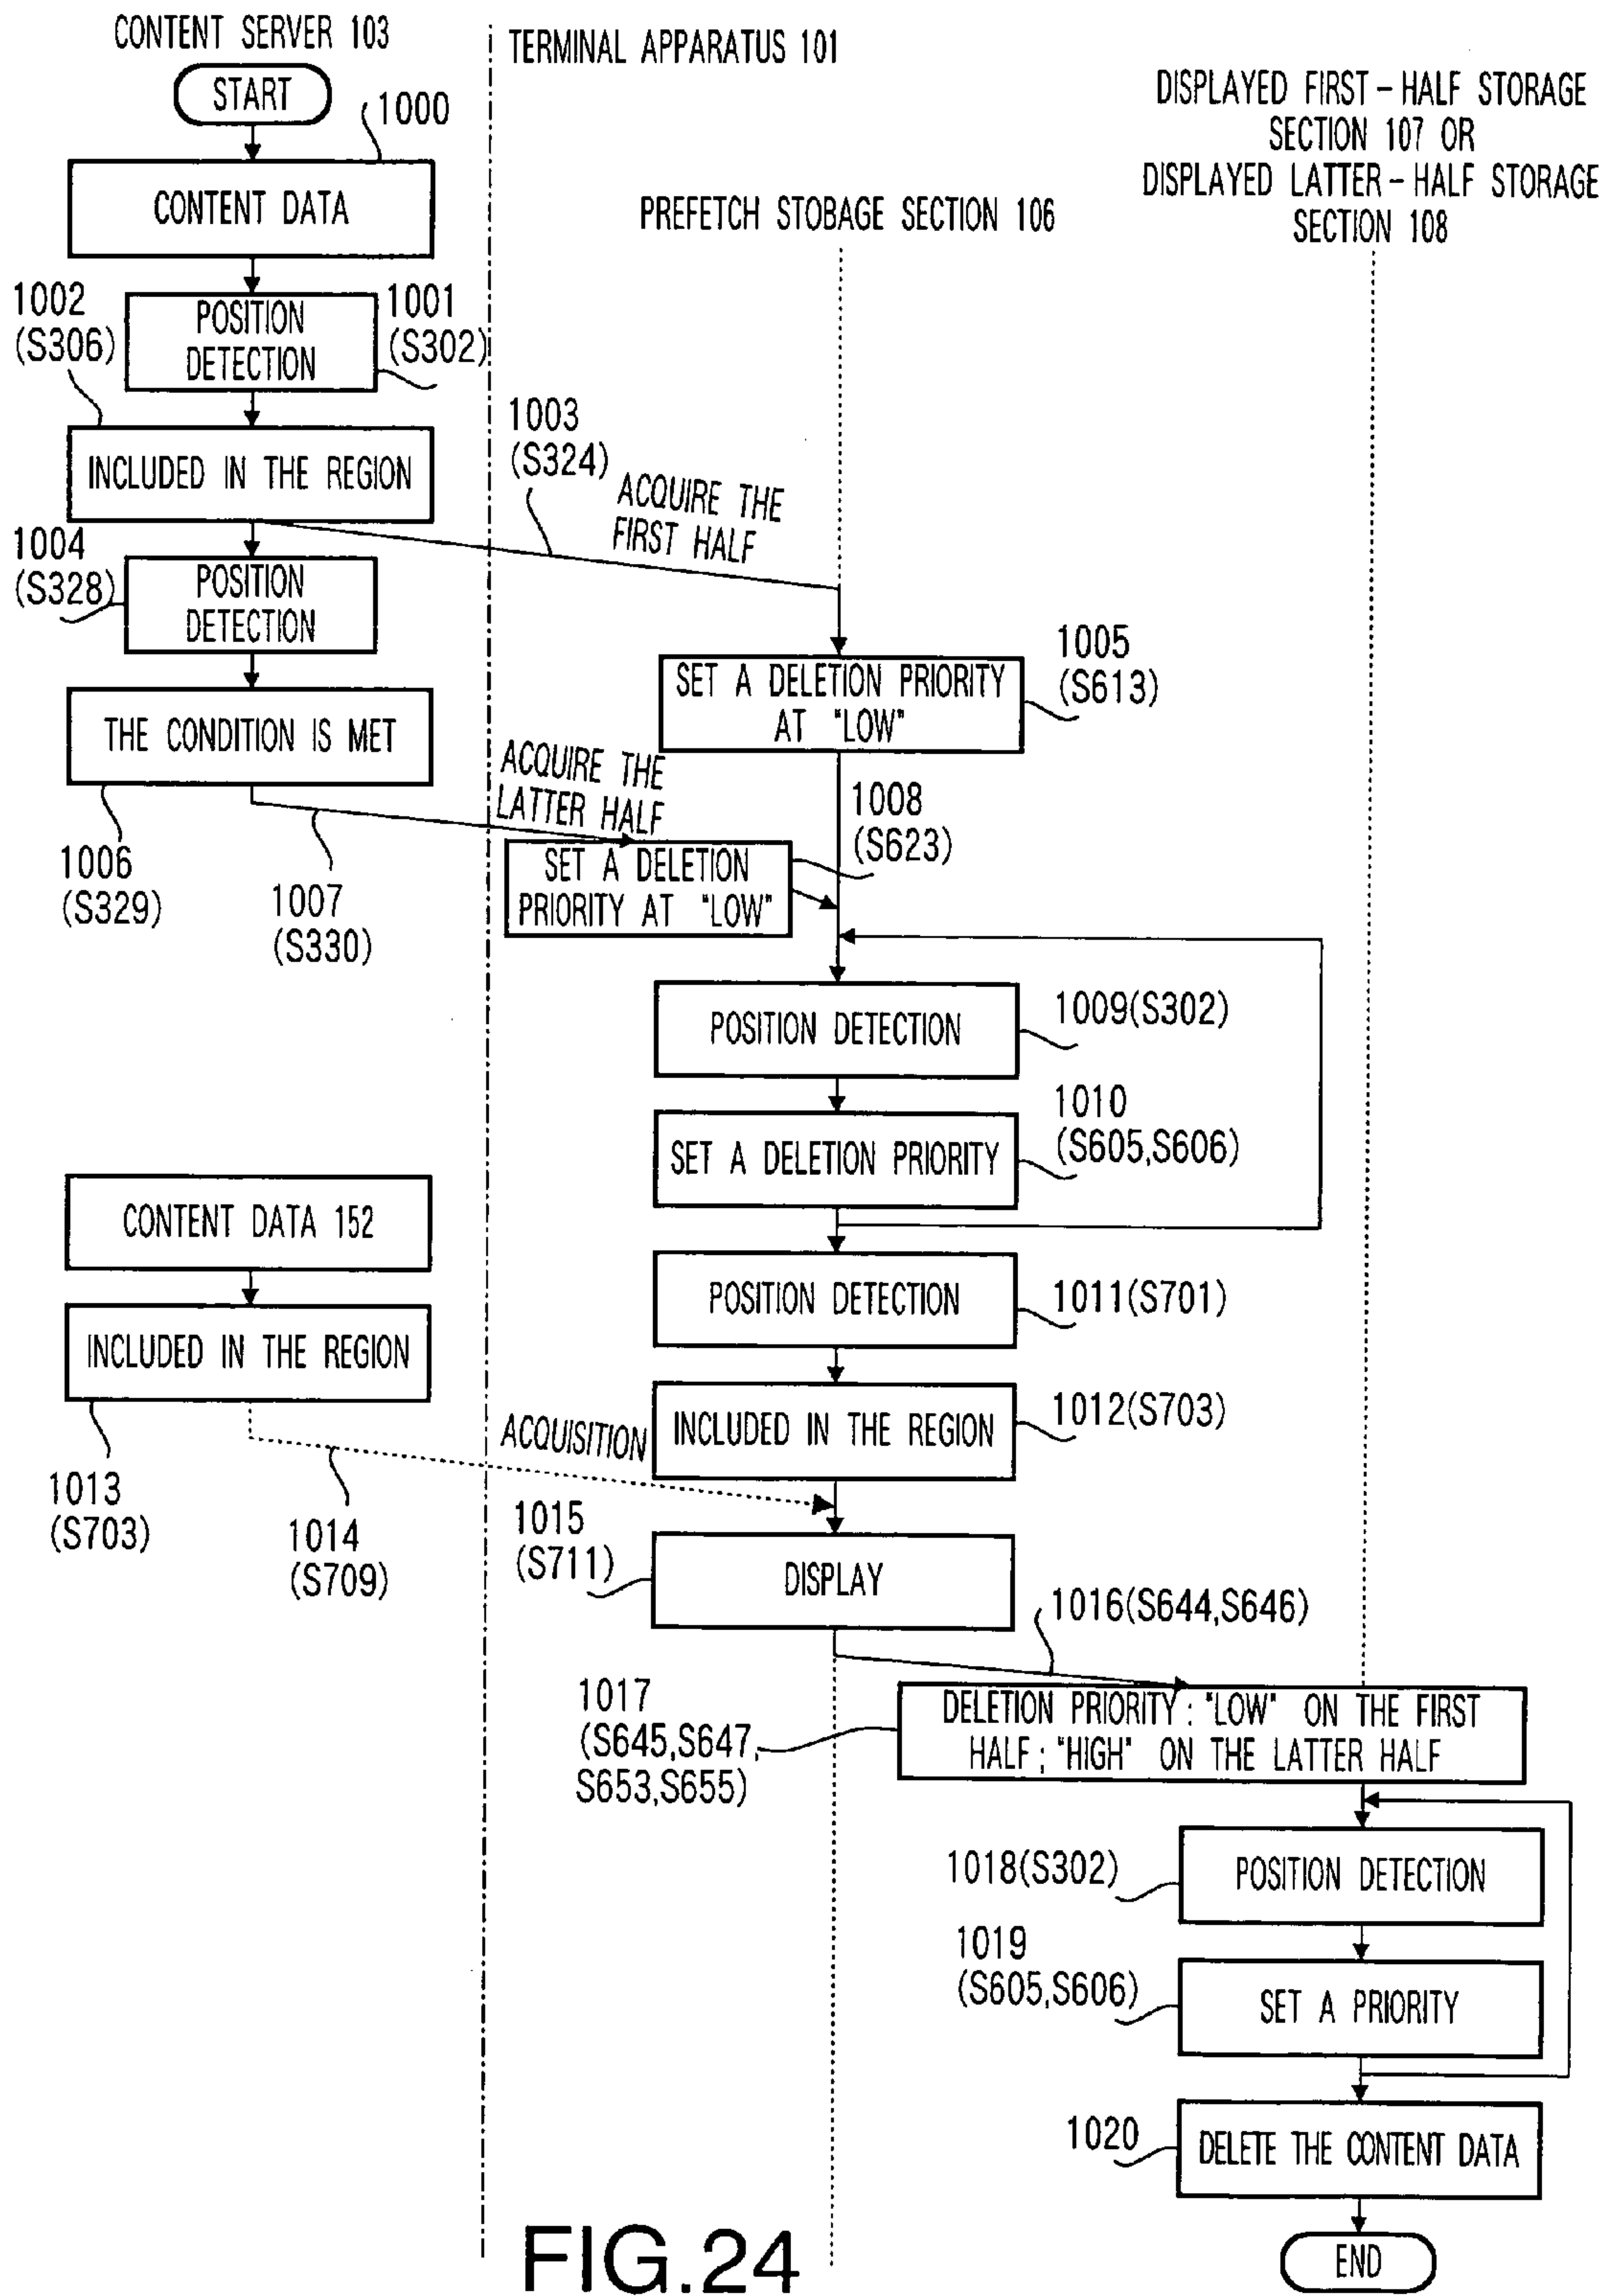 CONTENT SERVER 103
TERMINAL APPARATUS 101
START
1000
DISPLAYED FIRST-HALF STORAGE
SECTION 107 OR
DISPLAYED LATTER-HALF STORAGE
SECTION 108
CONTENT DATA
PREFETCH STOBAGE SECTION 106
1002
(S306)
POSITION
DETECTION
1001
(S302)
INCLUDED IN THE REGION
1003
(S324)
ACQUIRE THE
FIRST HALF
1004
(S328)
POSITION
DETECTION
1005
(S613)
SET A DELETION PRIORITY
AT "LOW"
THE CONDITION IS MET
ACQUIRE THE
LATTER HALF
1008
(S623)
1006
(S329)
1007
(S330)
SET A DELETION
PRIORITY AT "LOW"
POSITION DETECTION
1009(S302)
1010
(S605,S606)
SET A DELETION PRIORITY
CONTENT DATA 152
POSITION DETECTION
1011(S701)
INCLUDED IN THE REGION
INCLUDED IN THE REGION
1012(S703)
ACQUISITION
1013
(S703)
1014
(S709)
1015
(S711)
DISPLAY
1016(S644,S646)
1017
(S645,S647,
S653,S655)
DELETION PRIORITY:"LOW" ON THE FIRST
HALF;"HIGH" ON THE LATTER HALF
1018(S302)
POSITION DETECTION
1019
(S605,S606)
SET A PRIORITY
1020
DELETE THE CONTENT DATA
END
FIG.24